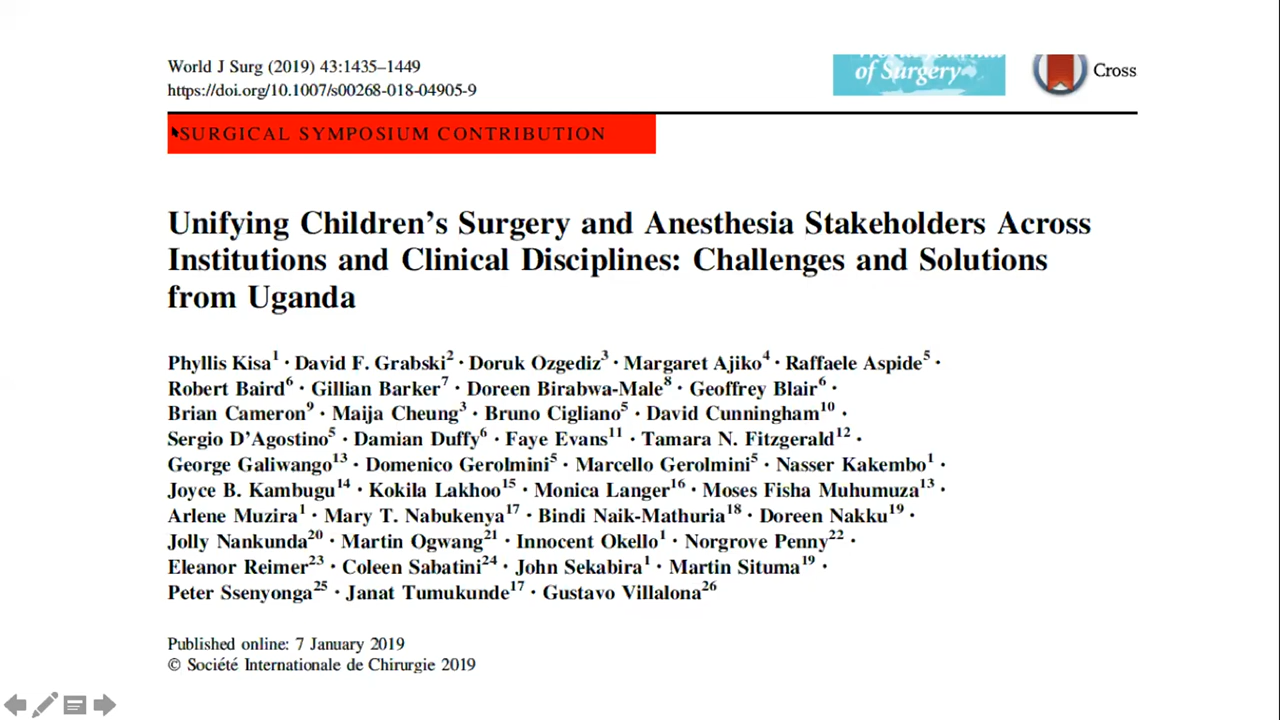 World J Surg (2019) 43:1435–1449
https://doi.org/10.1007/s00268-018-04905-9
of Surgery
Cross
SURGICAL SYMPOSIUM CONTRIBUTION
Unifying Children's Surgery and Anesthesia Stakeholders Across
Institutions and Clinical Disciplines: Challenges and Solutions
from Uganda
Phyllis Kisa1 · David F. Grabski2 · Doruk Ozgediz3 · Margaret Ajiko4 · Raffaele Aspide5 ·
Robert Baird6 · Gillian Barker7 · Doreen Birabwa-Male8 · Geoffrey Blair6 ·
Brian Cameron9 · Maija Cheung3 · Bruno Cigliano5 · David Cunningham10 ·
Sergio D'Agostino5 · Damian Duffy6 · Faye Evans11 · Tamara N. Fitzgerald12 ·
George Galiwango13 · Domenico Gerolmini5 · Marcello Gerolmini5 · Nasser Kakembo1 ·
Joyce B. Kambugu14 · Kokila Lakhoo15 · Monica Langer16 · Moses Fisha Muhumuza13 ·
Arlene Muzira1 · Mary T. Nabukenya17 · Bindi Naik-Mathuria18 · Doreen Nakku19 ·
Jolly Nankunda20 · Martin Ogwang21 · Innocent Okello1 · Norgrove Penny22 ·
Eleanor Reimer23 · Coleen Sabatini24 · John Sekabira1 · Martin Situma19 ·
Peter Ssenyonga25 · Janat Tumukunde17 · Gustavo Villalona26
Published online: 7 January 2019
© Société Internationale de Chirurgie 2019